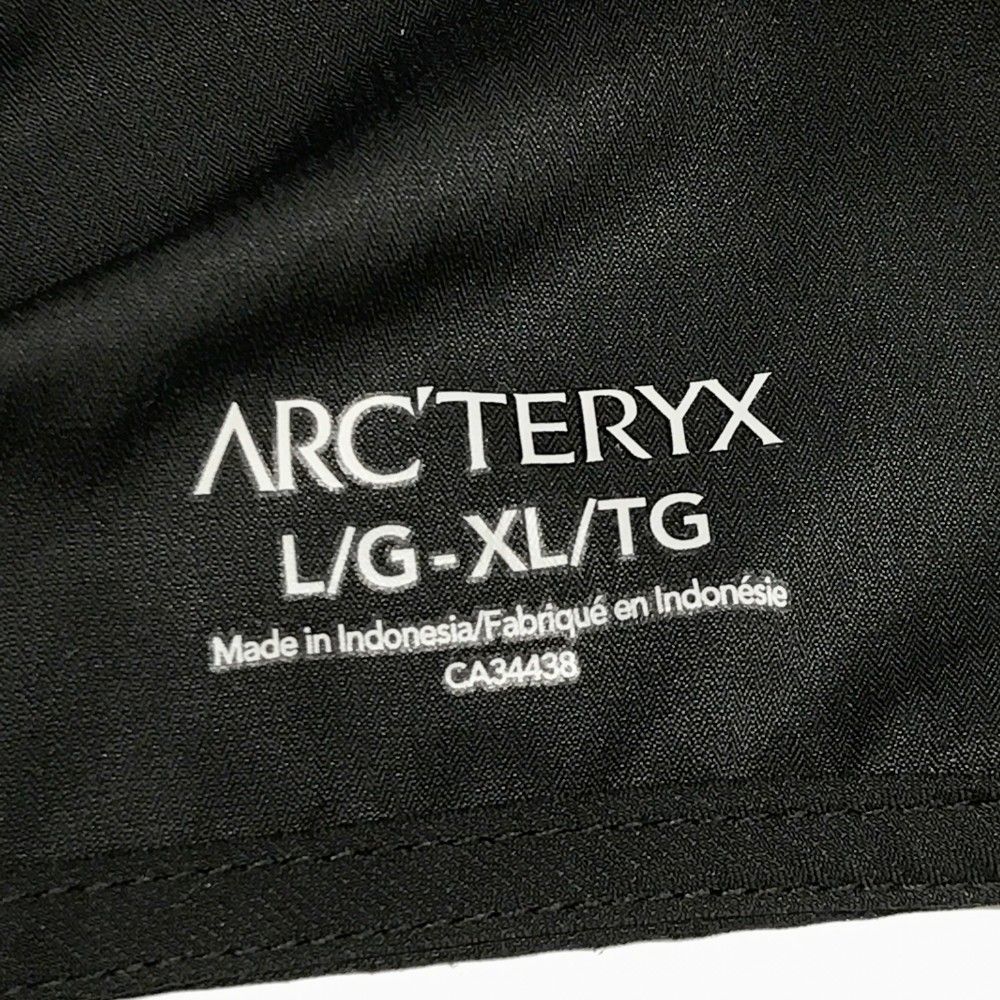 ARC'TERYX
L/G-XL/TG
Made in Indonesia/Fabriqué en Indonésie
CA34438